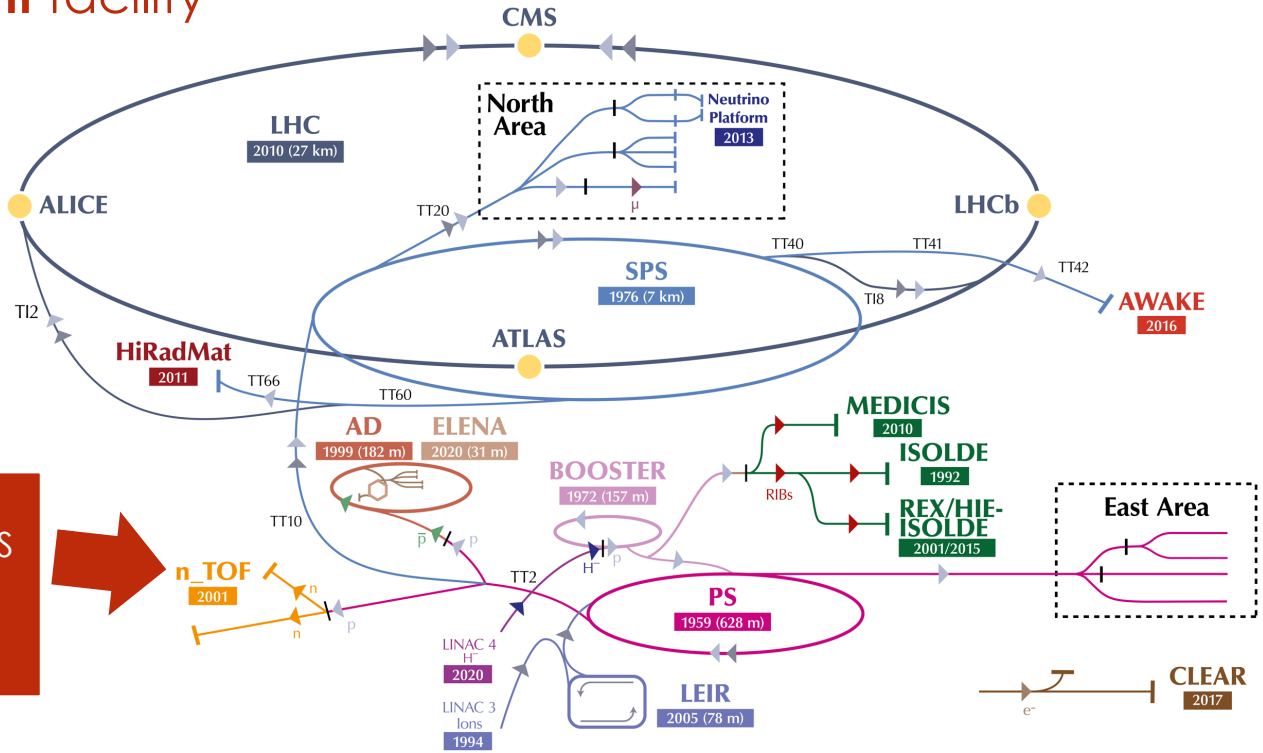 facility
CMS
North
Area
Neutrino
Platform
2013
LHC
2010 (27 km)
μ
ALICE
LHCb
TT20
TT40
TT41
TT42
SPS
1976 (7 km)
TI8
AWAKE
2016
TI2
ATLAS
HiRadMat
2011
TT66
TT60
MEDICIS
2010
AD
1999 (182 m)
ELENA
2020 (31 m)
ISOLDE
1992
BOOSTER
1972 (157 m)
RIBs
REX/HIE-
ISOLDE
2001/2015
East Area
TT10
p̅
p
H⁻
p
S
n_TOF
2001
n
n
p
TT2
PS
1959 (628 m)
LINAC 4
H⁻
2020
LINAC 3
Ions
1994
LEIR
2005 (78 m)
CLEAR
2017
e-